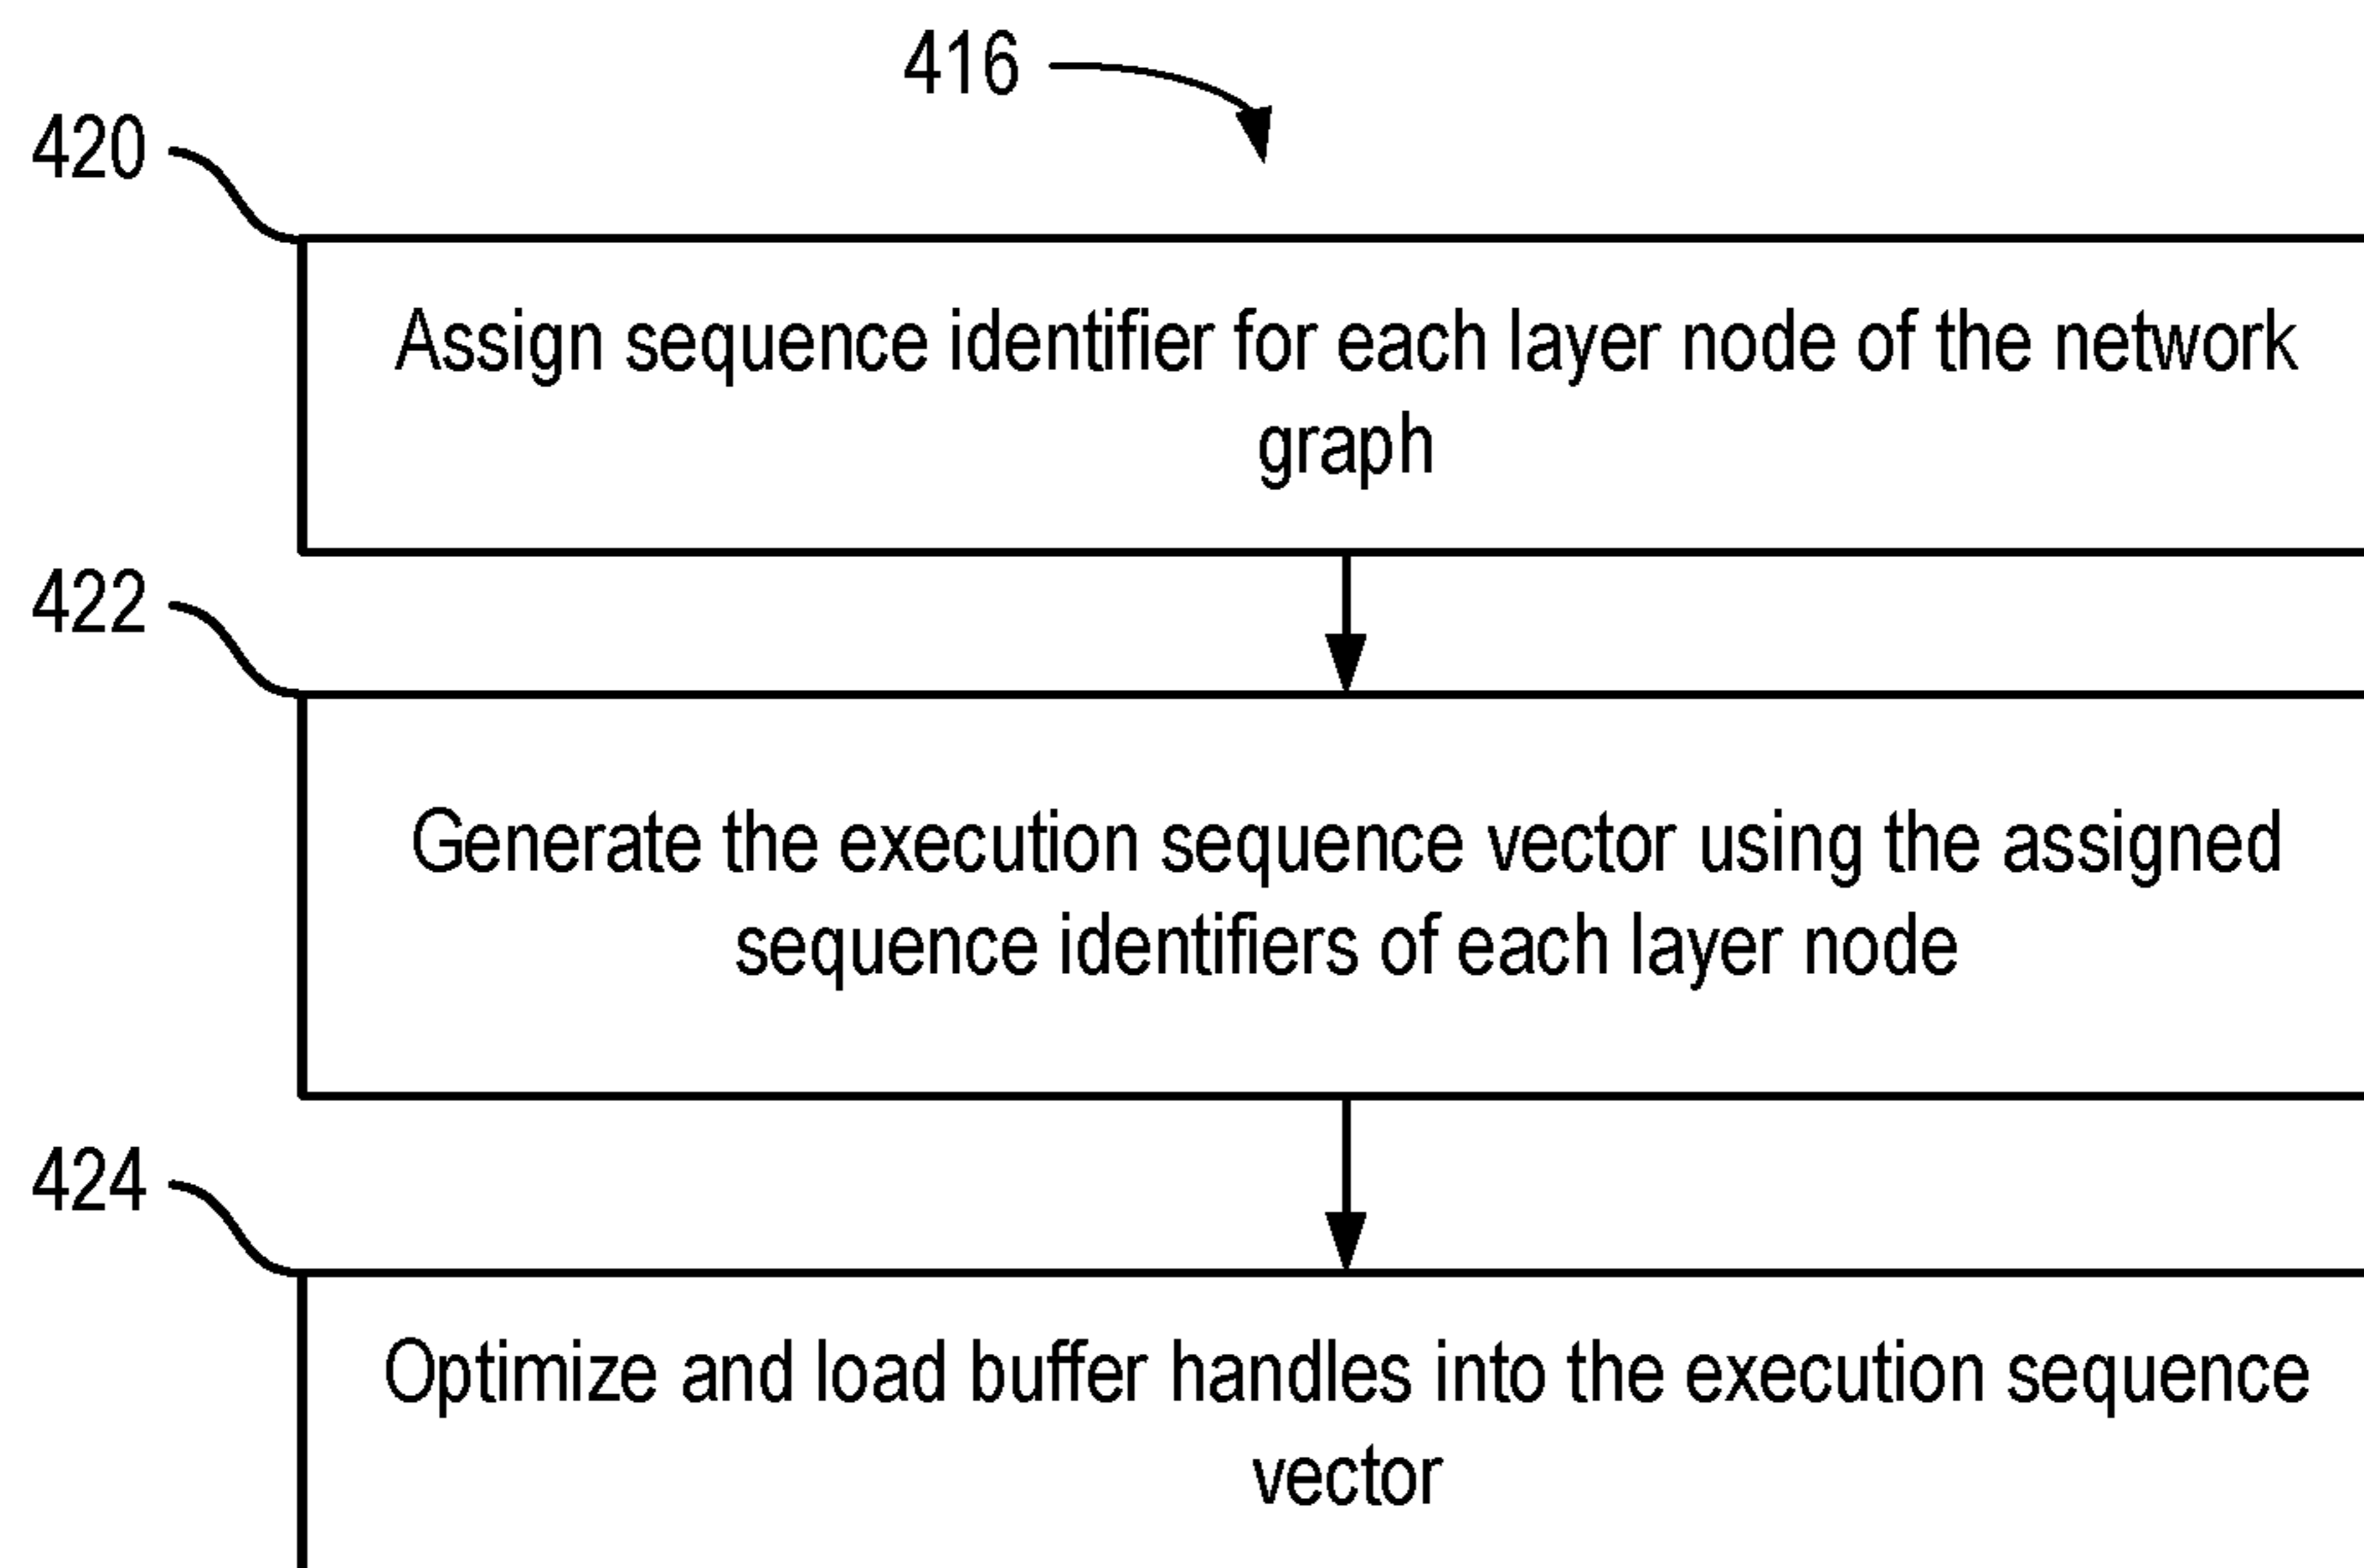 416
420
Assign sequence identifier for each layer node of the network
graph
422
Generate the execution sequence vector using the assigned
sequence identifiers of each layer node
424
Optimize and load buffer handles into the execution sequence
vector